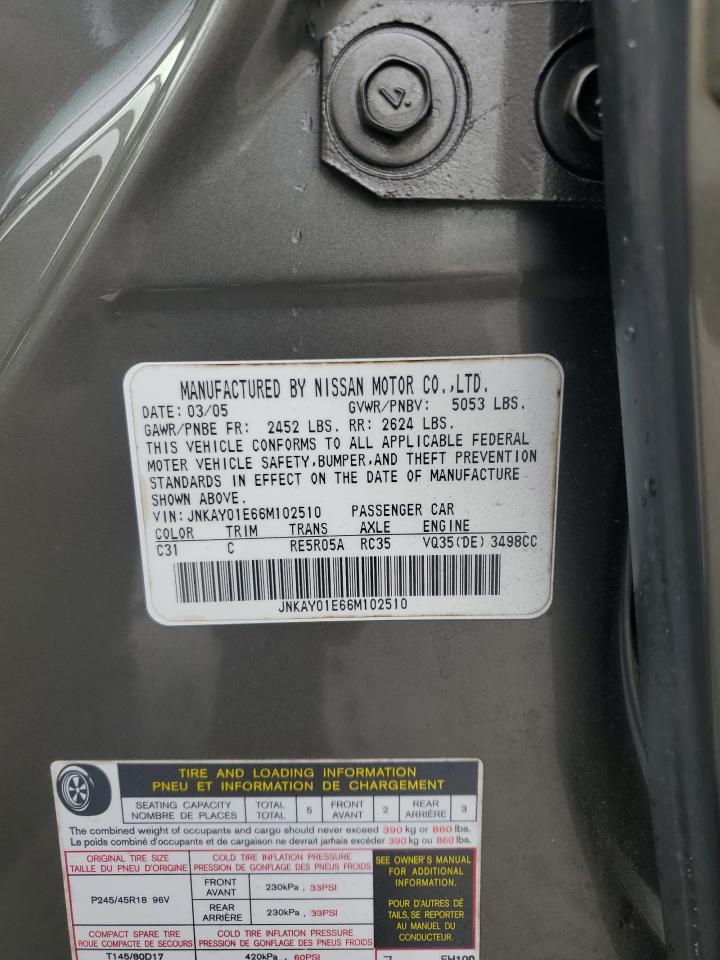 7
MANUFACTURED BY NISSAN MOTOR CO.,LTD.
DATE: 03/05 GVWR/PNBV: 5053 LBS.
GAWR/PNBE FR: 2452 LBS. RR: 2624 LBS.
THIS VEHICLE CONFORMS TO ALL APPLICABLE FEDERAL
MOTOR VEHICLE SAFETY,BUMPER,AND THEFT PREVENTION
STANDARDS IN EFFECT ON THE DATE OF MANUFACTURE
SHOWN ABOVE.
VIN: JNKAY01E66M102510 PASSENGER CAR
COLOR TRIM TRANS AXLE ENGINE
C31 C RE5R05A RC35 VQ35(DE) 3498CC
JNKAY01E66M102510
TIRE AND LOADING INFORMATION
PNEU ET INFORMATION DE CHARGEMENT
SEATING CAPACITY TOTAL 5 FRONT 2 REAR 3
NOMBRE DE PLACES TOTAL AVANT ARRIÈRE
The combined weight of occupants and cargo should never exceed 390 kg or 860 lbs.
Le poids combiné d'occupants et de cargaison ne devrait jamais excéder 390 kg ou 860 lbs.
ORIGINAL TIRE SIZE COLD TIRE INFLATION PRESSURE
TAILLE DU PNEU D'ORIGINE PRESSION DE GONFLAGE DES PNEUS FROIDS
P245/45R18 96V
FRONT 230kPa , 33PSI
AVANT
REAR 230kPa , 33PSI
ARRIÈRE
COMPACT SPARE TIRE COLD TIRE INFLATION PRESSURE
ROUE COMPACTE DE SECOURS PRESSION DE GONFLAGE DES PNEUS FROIDS
T145/80D17 420kPa , 60PSI
SEE OWNER'S MANUAL
FOR ADDITIONAL
INFORMATION.
POUR D'AUTRES DÉ
TAILS, SE REPORTER
AU MANUEL DU
CONDUCTEUR.